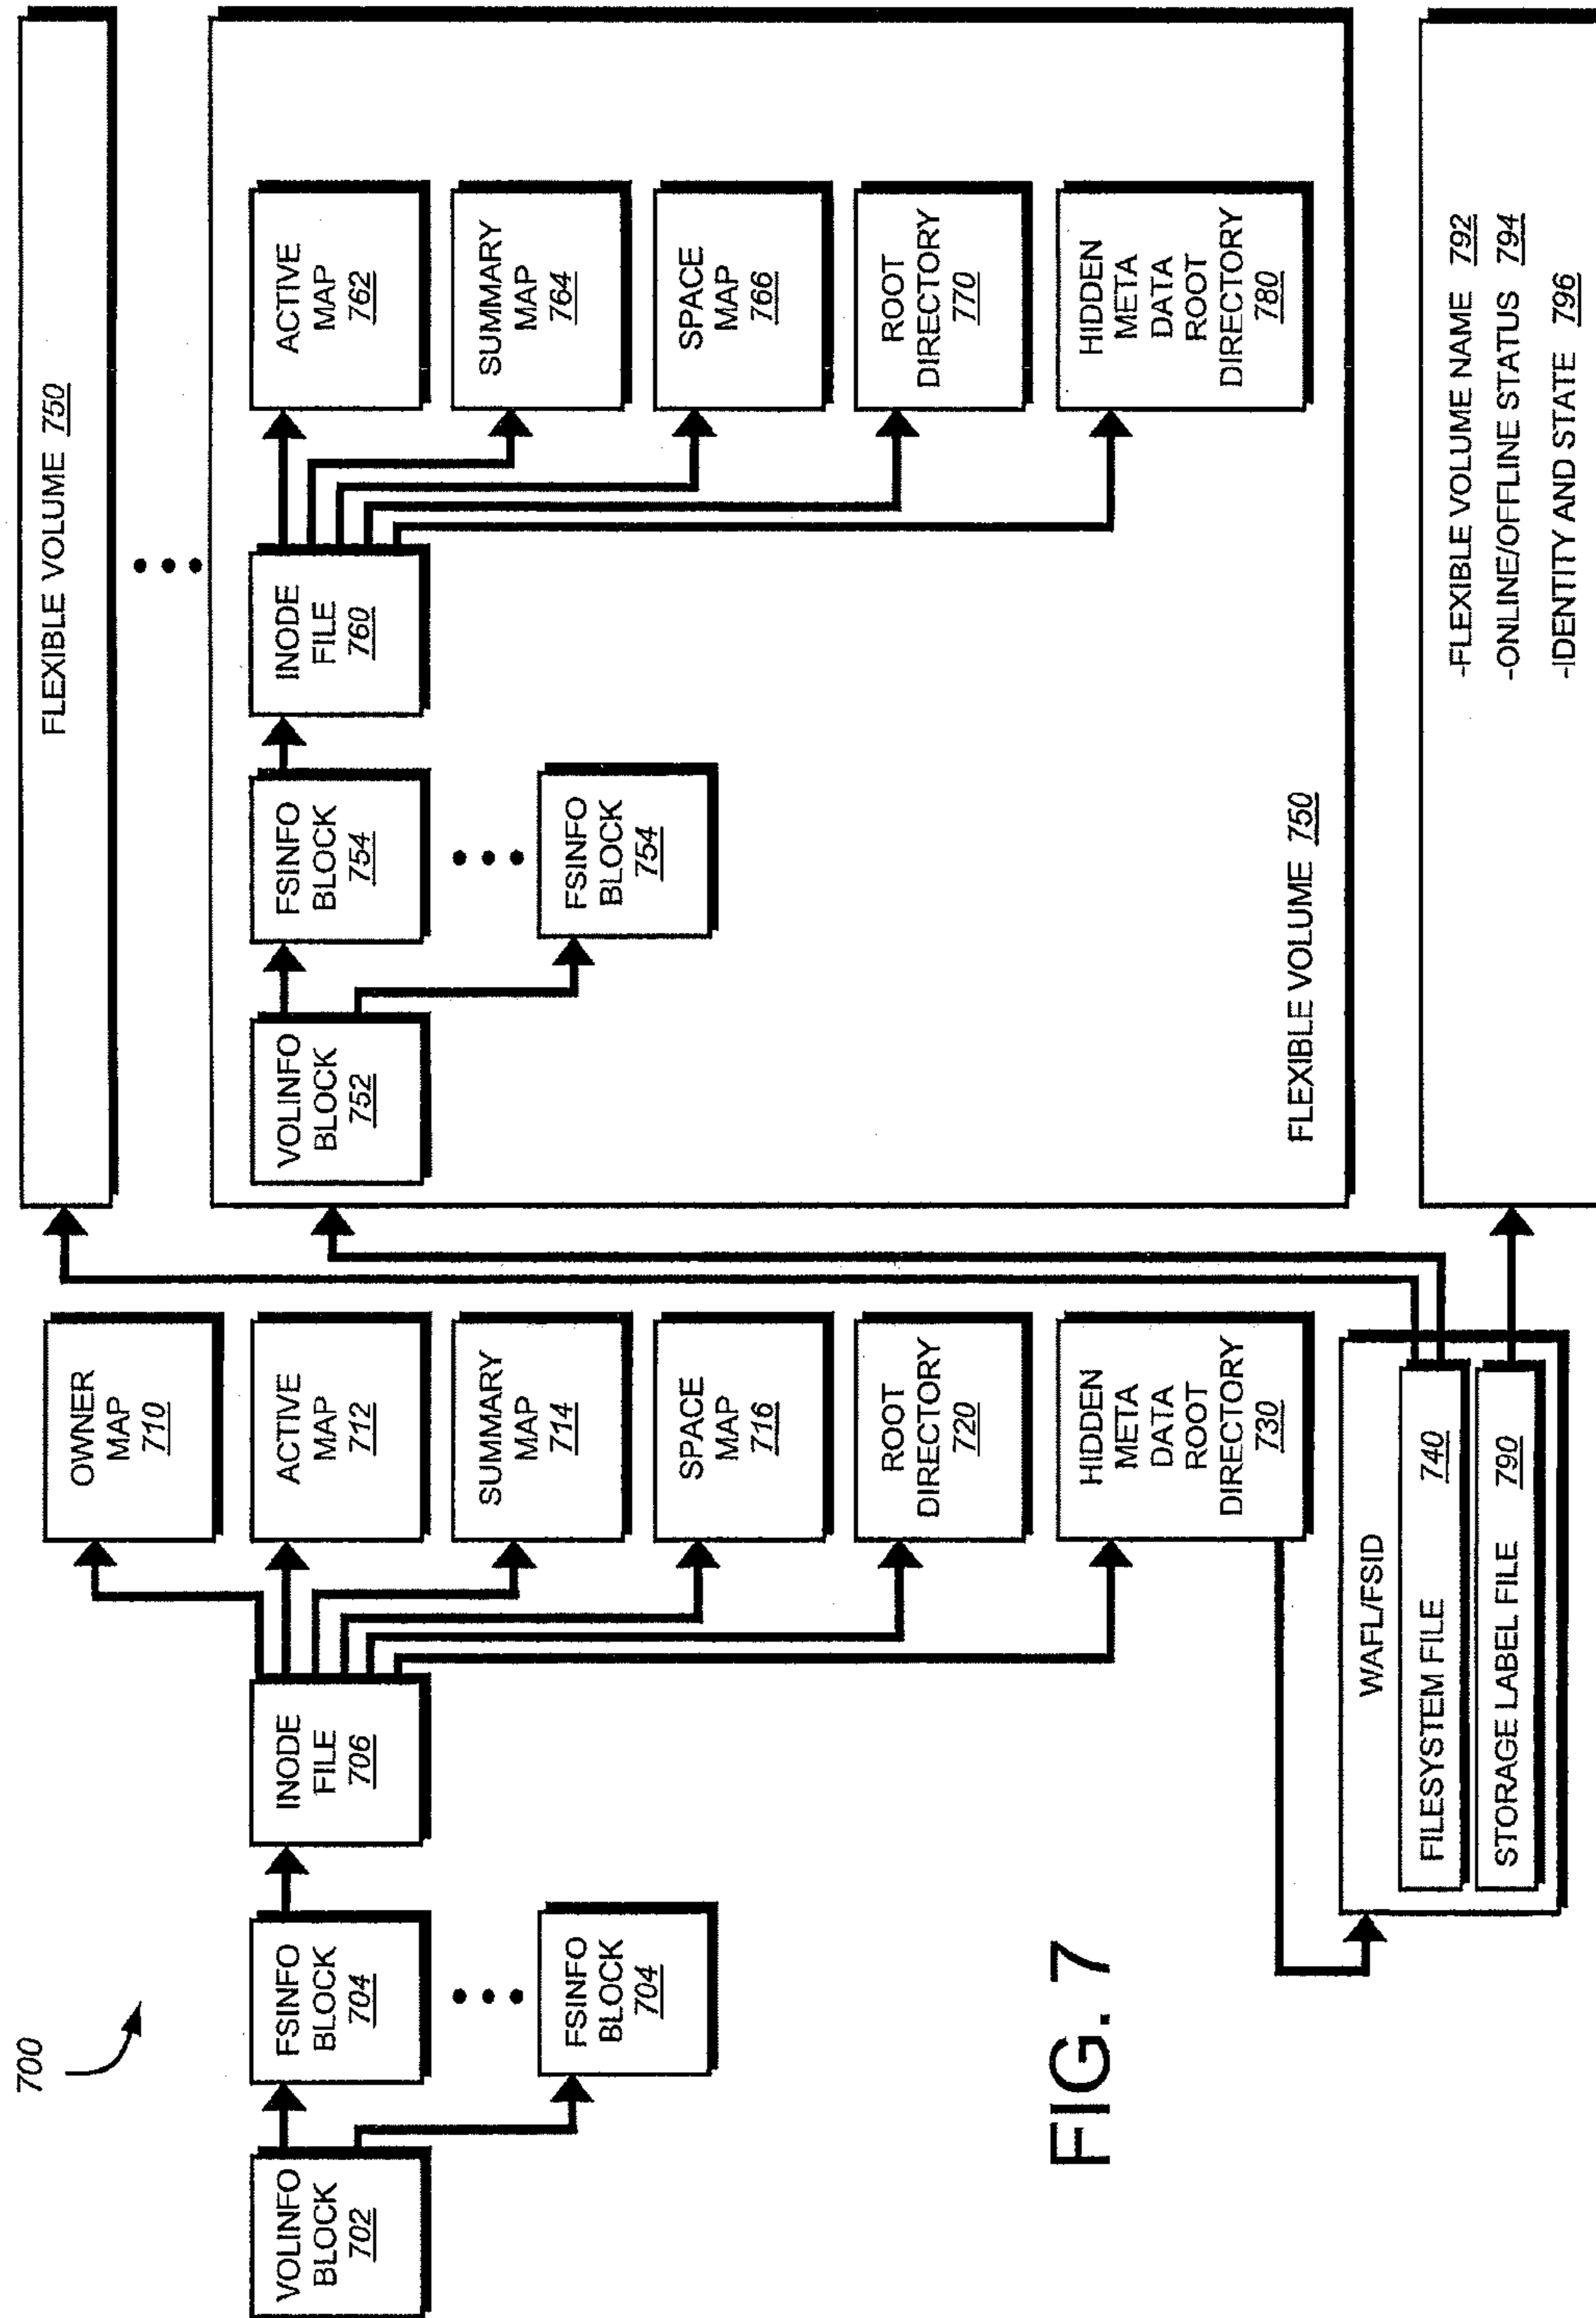 700
VOLINFO
BLOCK
702
FSINFO
BLOCK
704
FSINFO
BLOCK
704
INODE
FILE
706
OWNER
MAP
710
ACTIVE
MAP
712
SUMMARY
MAP
714
SPACE
MAP
716
ROOT
DIRECTORY
720
HIDDEN
META
DATA
ROOT
DIRECTORY
730
WAFL/FSID
FILESYSTEM FILE 740
STORAGE LABEL FILE 790
FLEXIBLE VOLUME 750
VOLINFO
BLOCK
752
FSINFO
BLOCK
754
FSINFO
BLOCK
754
INODE
FILE
760
ACTIVE
MAP
762
SUMMARY
MAP
764
SPACE
MAP
766
ROOT
DIRECTORY
770
HIDDEN
META
DATA
ROOT
DIRECTORY
780
FLEXIBLE VOLUME 750
-FLEXIBLE VOLUME NAME 792
-ONLINE/OFFLINE STATUS 794
-IDENTITY AND STATE 796
FIG. 7